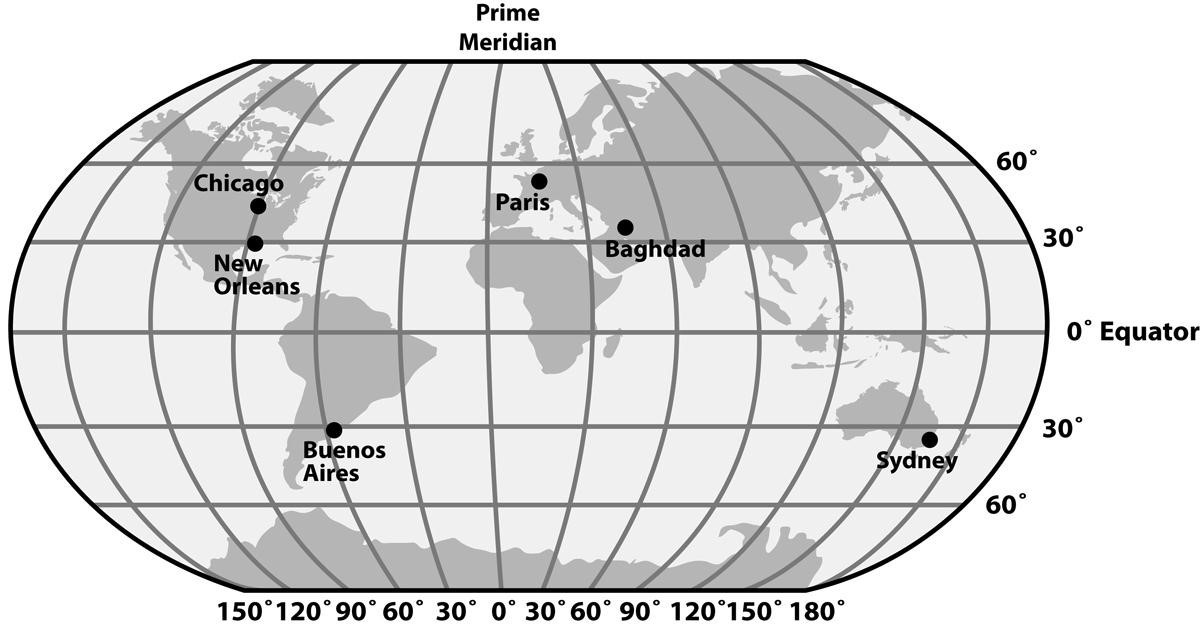 Prime
Meridian
60°
Chicago
Paris
30°
Baghdad
New
Orleans
0° Equator
30°
Buenos
Aires
Sydney
60°
150° 120° 90° 60° 30° 0° 30° 60° 90° 120° 150° 180°